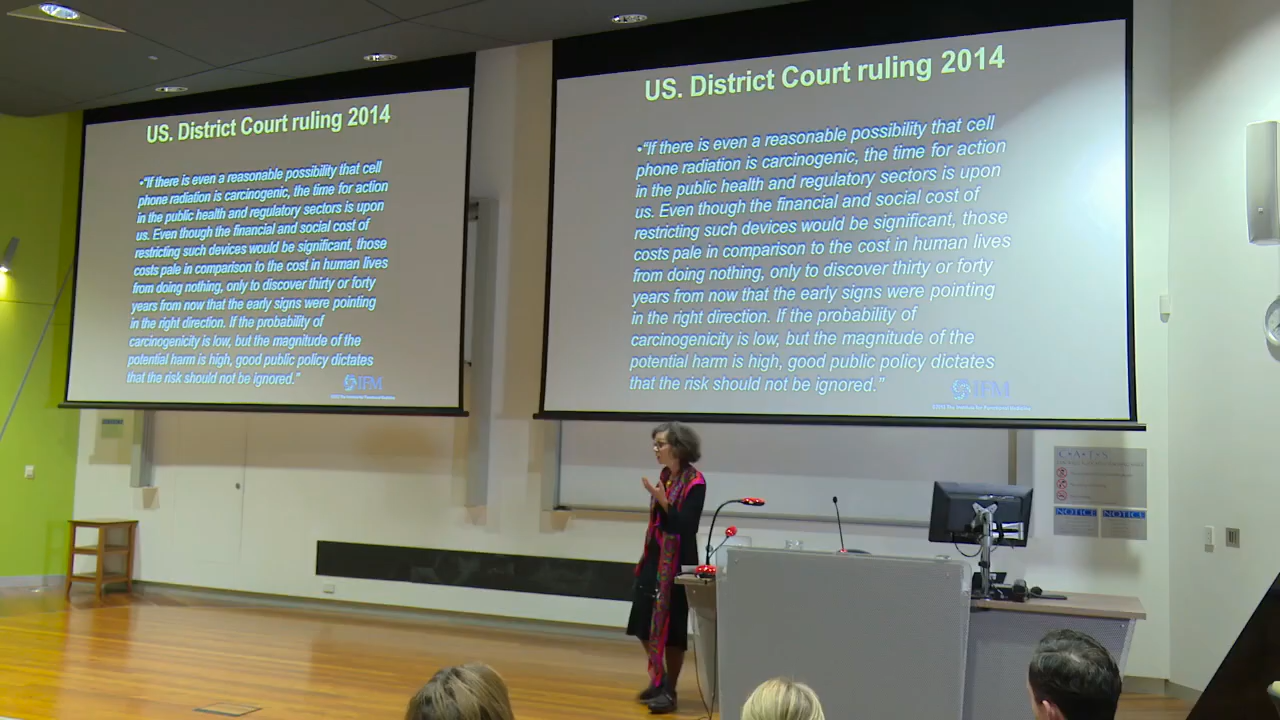 US. District Court ruling 2014
•"If there is even a reasonable possibility that cell
phone radiation is carcinogenic, the time for action
in the public health and regulatory sectors is upon
us. Even though the financial and social cost of
restricting such devices would be significant, those
costs pale in comparison to the cost in human lives
from doing nothing, only to discover thirty or forty
years from now that the early signs were pointing
in the right direction. If the probability of
carcinogenicity is low, but the magnitude of the
potential harm is high, good public policy dictates
that the risk should not be ignored."
IFM
US. District Court ruling 2014
•"If there is even a reasonable possibility that cell
phone radiation is carcinogenic, the time for action
in the public health and regulatory sectors is upon
us. Even though the financial and social cost of
restricting such devices would be significant, those
costs pale in comparison to the cost in human lives
from doing nothing, only to discover thirty or forty
years from now that the early signs were pointing
in the right direction. If the probability of
carcinogenicity is low, but the magnitude of the
potential harm is high, good public policy dictates
that the risk should not be ignored."
IFM
The Institute for Functional Medicine
NOTICE NOTICE